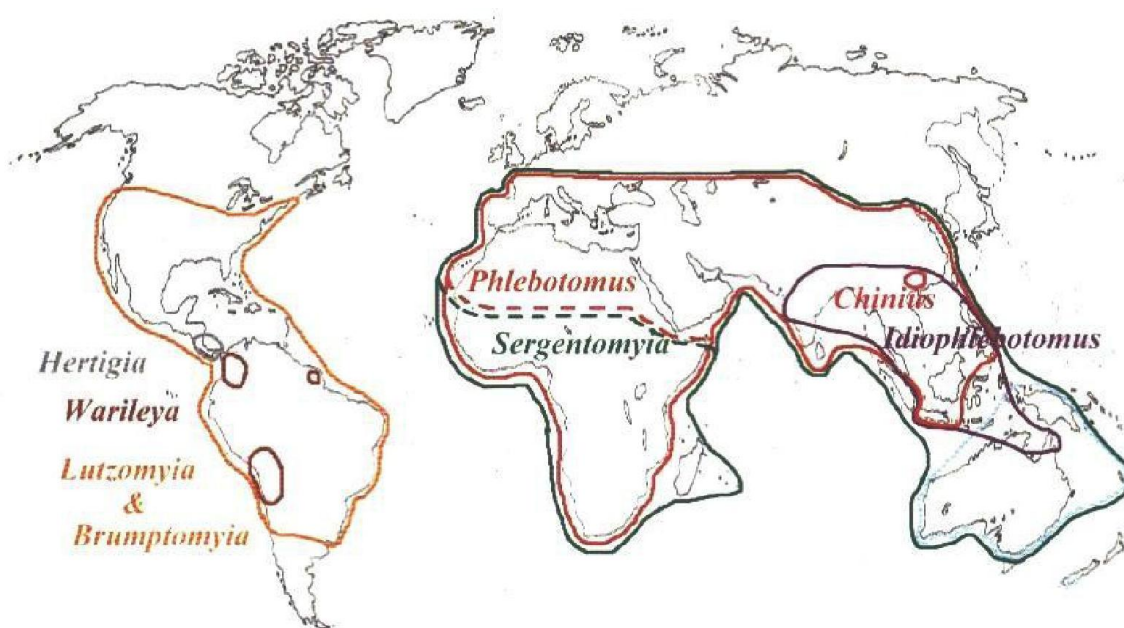 Phlebotomus
Sergentomyia
Chinius
Idiophlebotomus
Hertigia
Warileya
Lutzomyia
&
Brumptomyia